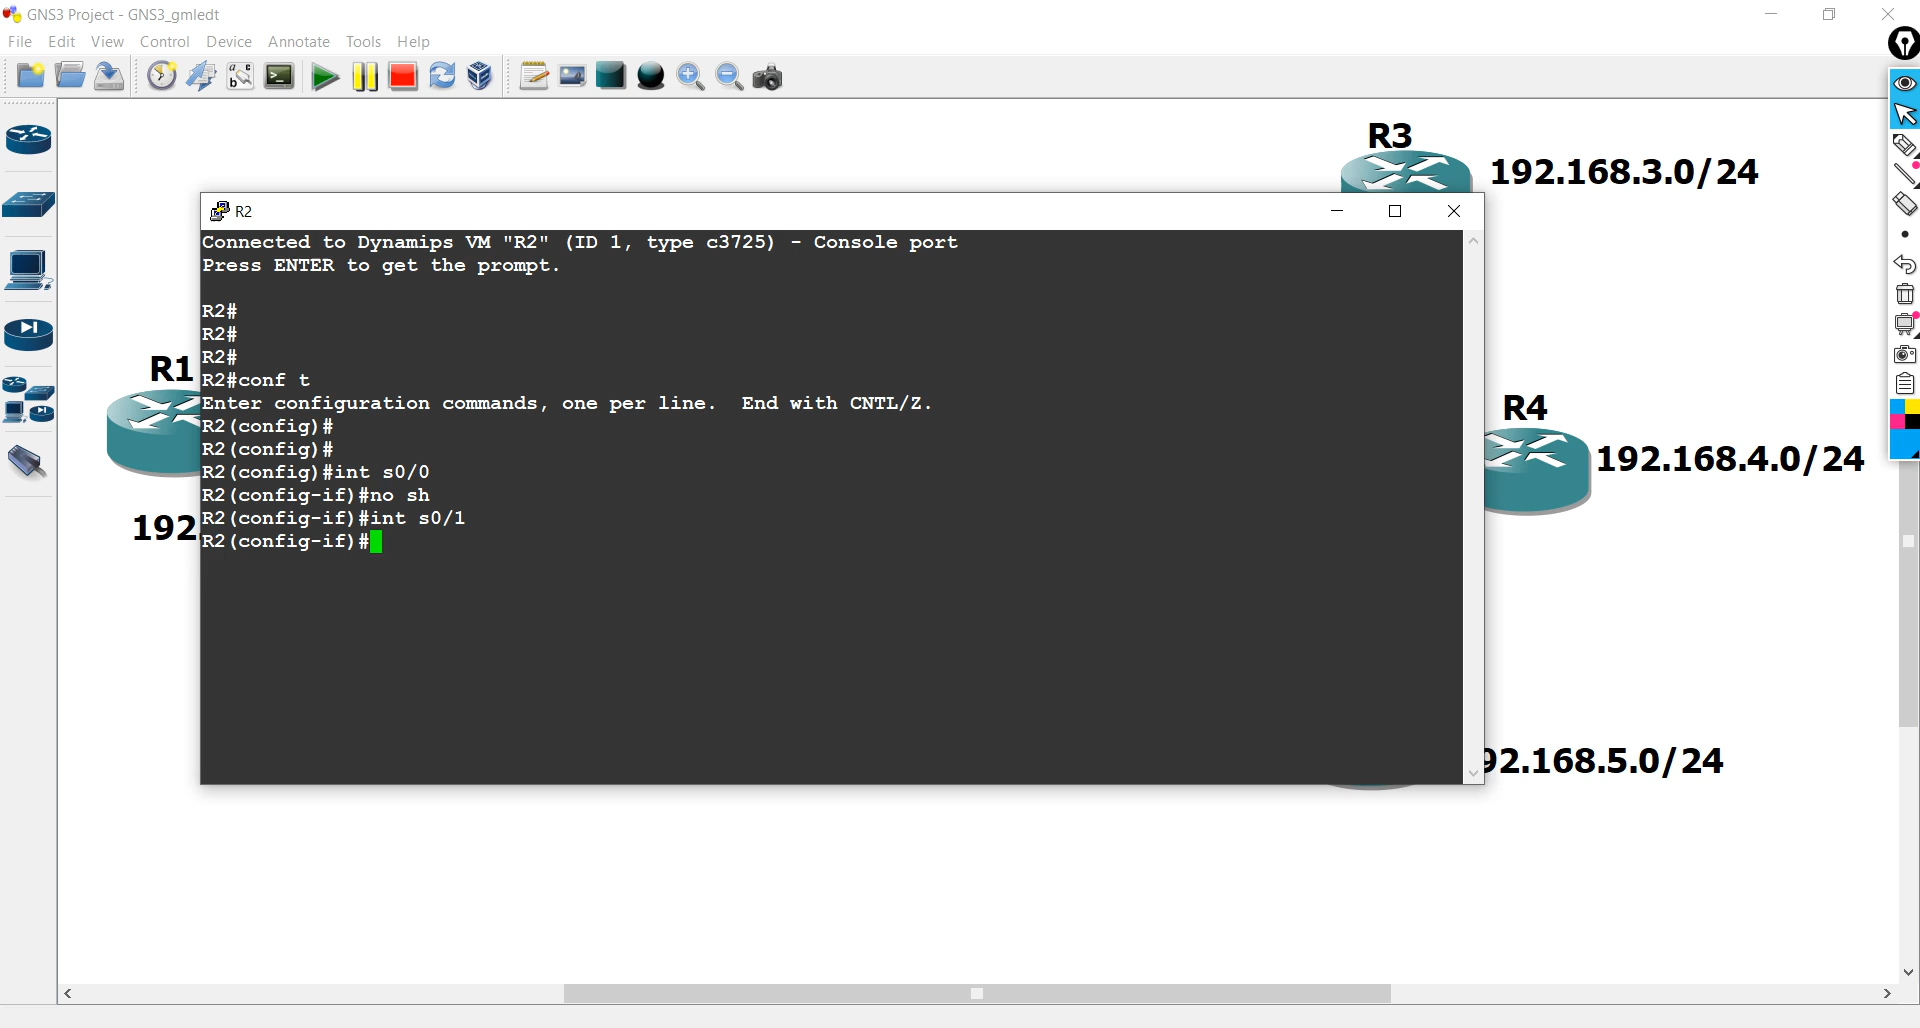 GNS3 Project - GNS3_gmledt
File Edit View Control Device Annotate Tools Help
R3
192.168.3.0/24
R2
Connected to Dynamips VM "R2" (ID 1, type c3725) - Console port
Press ENTER to get the prompt.
R2#
R2#
R2#
R2#conf t
Enter configuration commands, one per line.  End with CNTL/Z.
R2(config)#
R2(config)#
R2(config)#int s0/0
R2(config-if)#no sh
R2(config-if)#int s0/1
R2(config-if)#
R1
192
R4
192.168.4.0/24
92.168.5.0/24